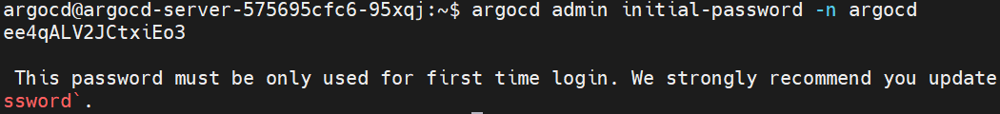 argocd@argocd-server-575695cfc6-95xqj:~$ argocd admin initial-password -n argocd
ee4qALV2JCtxiEo3
This password must be only used for first time login. We strongly recommend you update
ssword`.